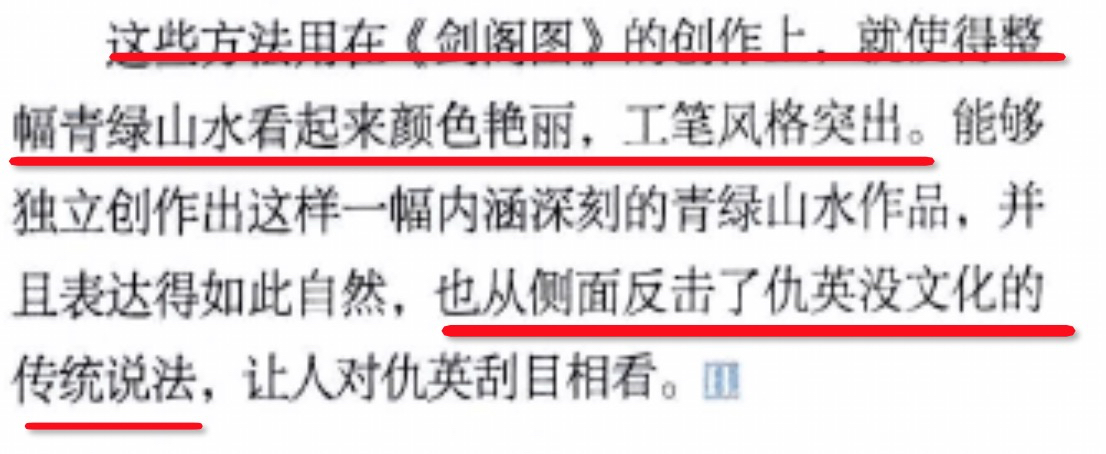 这些方法用在《剑阁图》的创作上，就使得整
幅青绿山水看起来颜色艳丽，工笔风格突出。能够
独立创作出这样一幅内涵深刻的青绿山水作品，并
且表达得如此自然，也从侧面反击了仇英没文化的
传统说法，让人对仇英刮目相看。